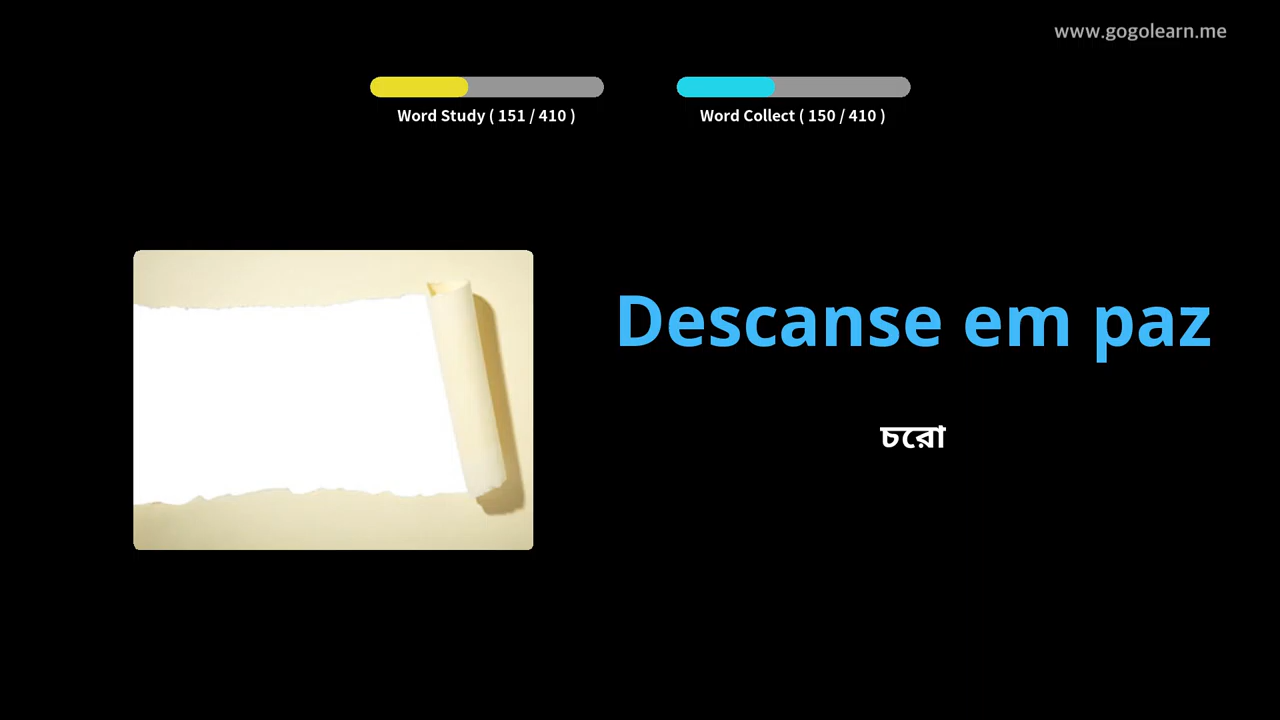 www.gogolearn.me
Word Study ( 151 / 410 )
Word Collect ( 150 / 410 )
Descanse em paz
চরো